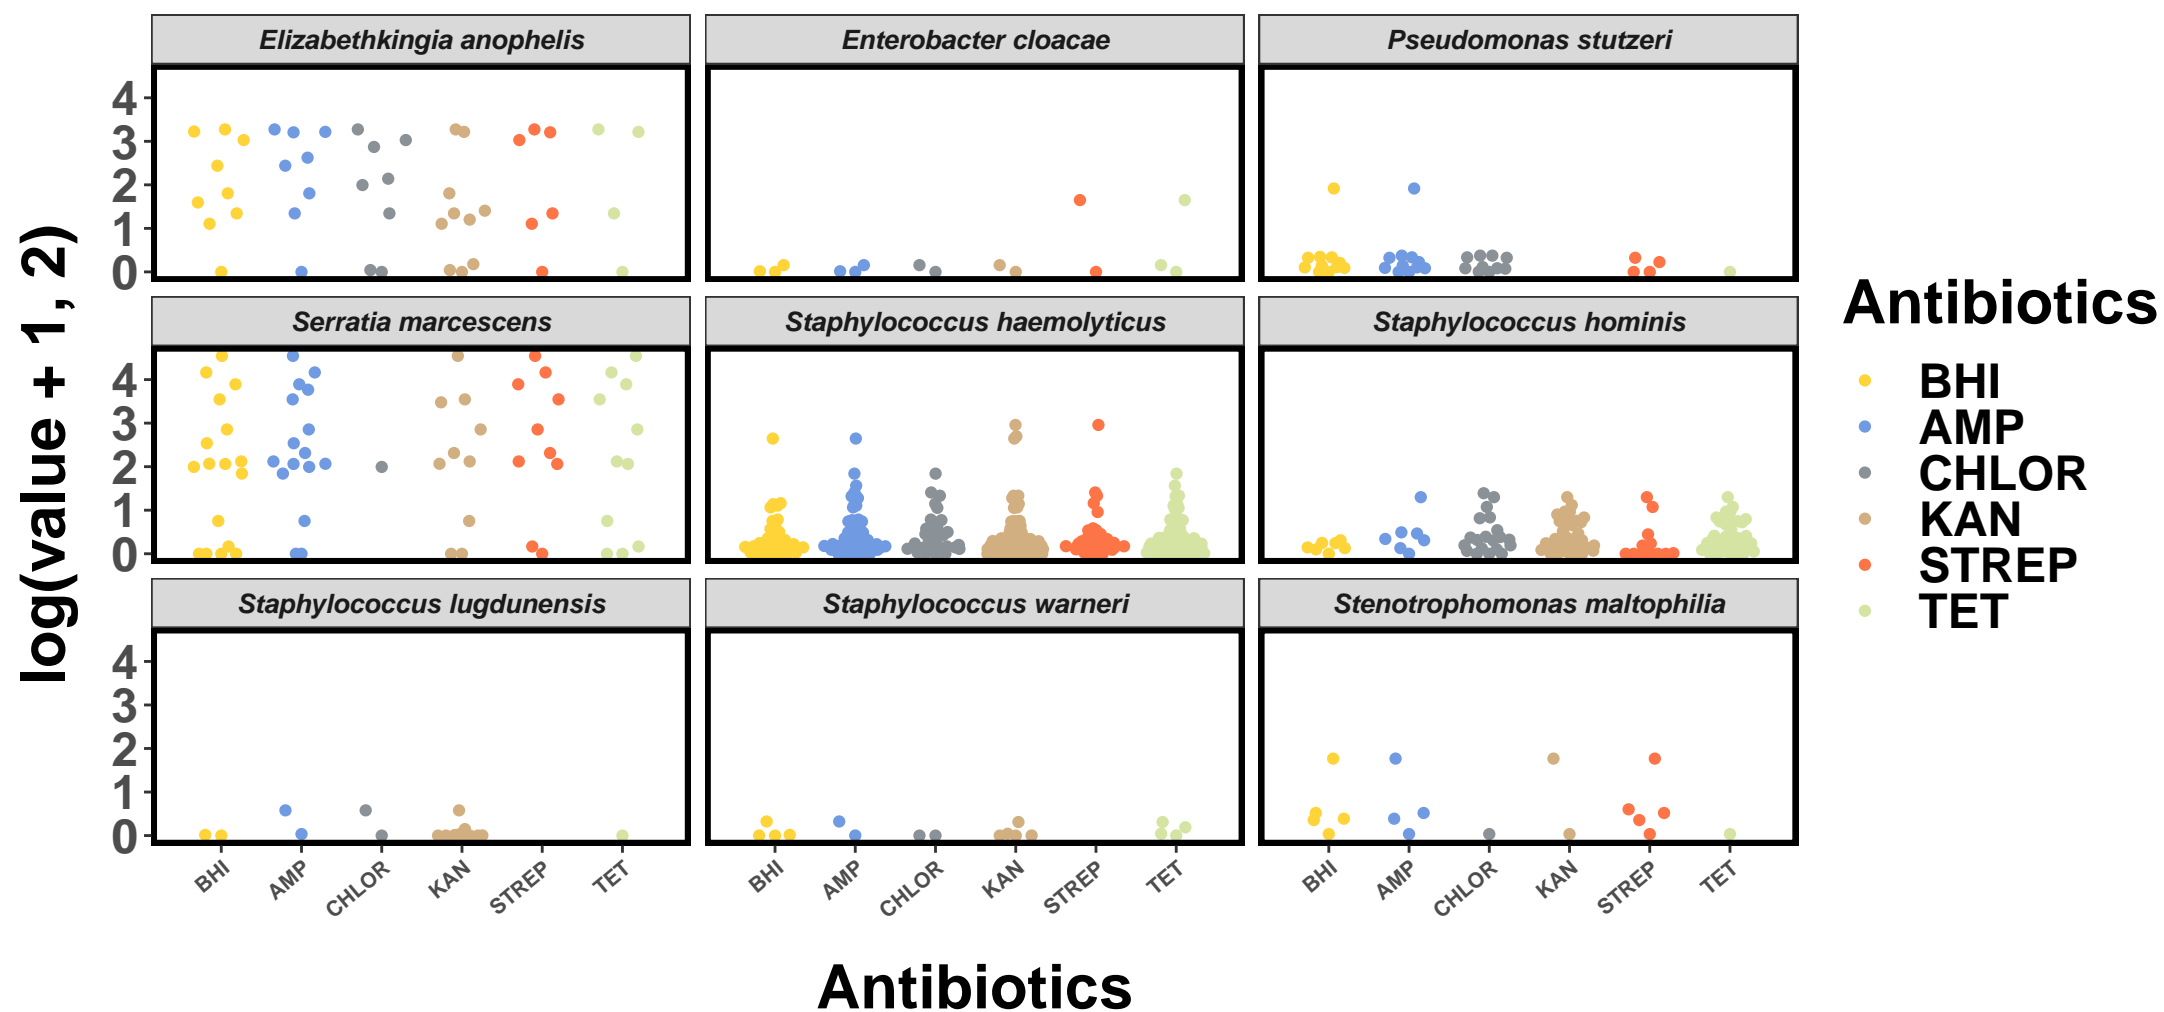 Elizabethkingia anophelis
Enterobacter cloacae
Pseudomonas stutzeri
4
3
2
1
0
Serratia marcescens
Staphylococcus haemolyticus
Staphylococcus hominis
4
3
2
1
0
Staphylococcus lugdunensis
Staphylococcus warneri
Stenotrophomonas maltophilia
4
3
2
1
0
log(value + 1, 2)
BHI
AMP
CHLOR
KAN
STREP
TET
BHI
AMP
CHLOR
KAN
STREP
TET
BHI
AMP
CHLOR
KAN
STREP
TET
Antibiotics
Antibiotics
BHI
AMP
CHLOR
KAN
STREP
TET